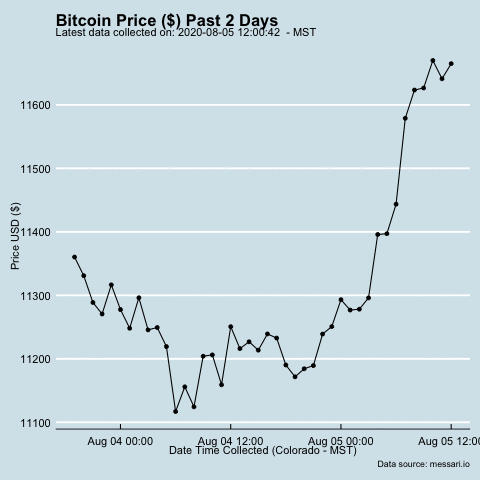 Bitcoin Price ($) Past 2 Days
Latest data collected on: 2020-08-05 12:00:42  - MST
11600
11500
11400
11300
11200
11100
Price USD ($)
Aug 04 00:00 Aug 04 12:00 Aug 05 00:00 Aug 05 12:00
Date Time Collected (Colorado - MST)
Data source: messari.io